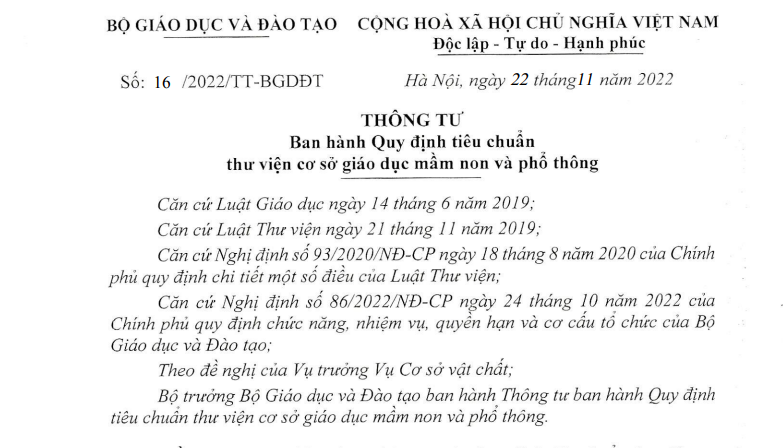 BỘ GIÁO DỤC VÀ ĐÀO TẠO
CỘNG HOÀ XÃ HỘI CHỦ NGHĨA VIỆT NAM
Độc lập - Tự do - Hạnh phúc
Số: 16 /2022/TT-BGDĐT
Hà Nội, ngày 22 tháng 11 năm 2022
THÔNG TƯ
Ban hành Quy định tiêu chuẩn
thư viện cơ sở giáo dục mầm non và phổ thông
Căn cứ Luật Giáo dục ngày 14 tháng 6 năm 2019;
Căn cứ Luật Thư viện ngày 21 tháng 11 năm 2019;
Căn cứ Nghị định số 93/2020/NĐ-CP ngày 18 tháng 8 năm 2020 của Chính
phủ quy định chi tiết một số điều của Luật Thư viện;
Căn cứ Nghị định số 86/2022/NĐ-CP ngày 24 tháng 10 năm 2022 của
Chính phủ quy định chức năng, nhiệm vụ, quyền hạn và cơ cấu tổ chức của Bộ
Giáo dục và Đào tạo;
Theo đề nghị của Vụ trưởng Vụ Cơ sở vật chất;
Bộ trưởng Bộ Giáo dục và Đào tạo ban hành Thông tư ban hành Quy định
tiêu chuẩn thư viện cơ sở giáo dục mầm non và phổ thông.